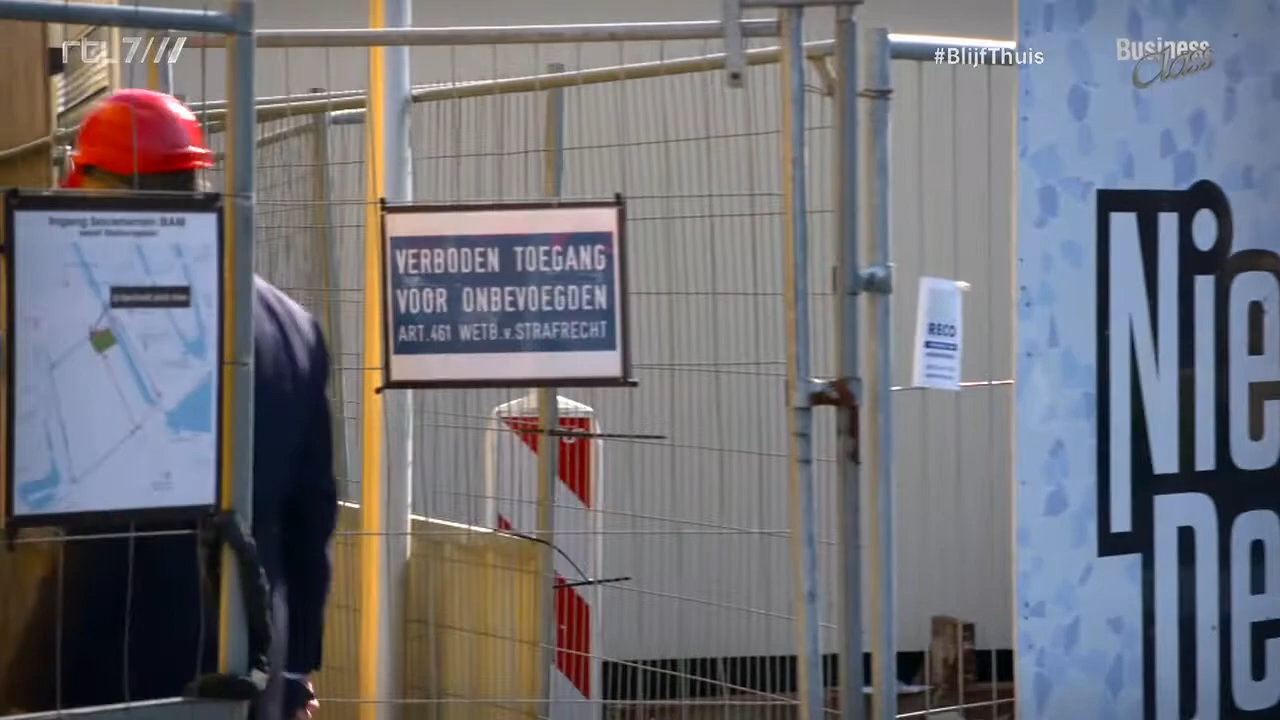 rtl 7
#BlijfThuis
Business
Class
VERBODEN TOEGANG
VOOR ONBEVOEGDEN
ART.461 WETB.v.STRAFRECHT
RECO
Nie
De